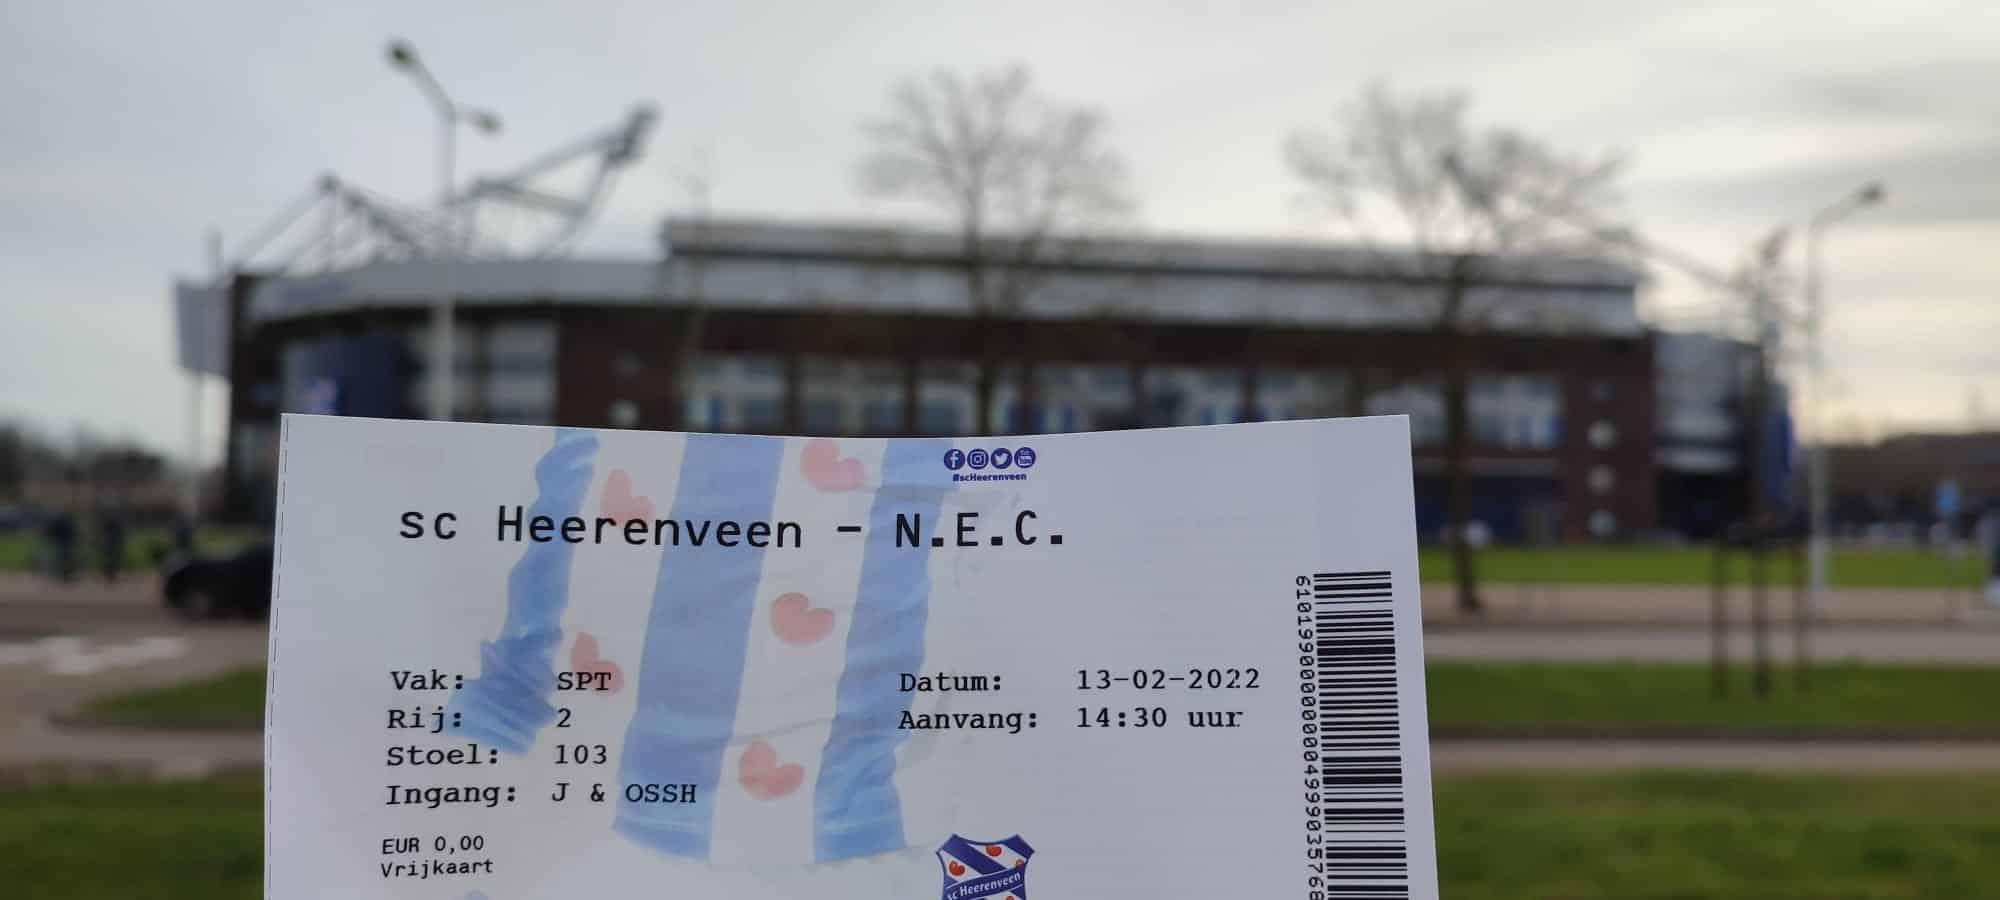 #scHeerenveen
sc Heerenveen - N.E.C.
Vak: SPT
Rij: 2
Stoel: 103
Ingang: J & OSSH
Datum: 13-02-2022
Aanvang: 14:30 uur
EUR 0,00
Vrijkaart
sc Heerenveen